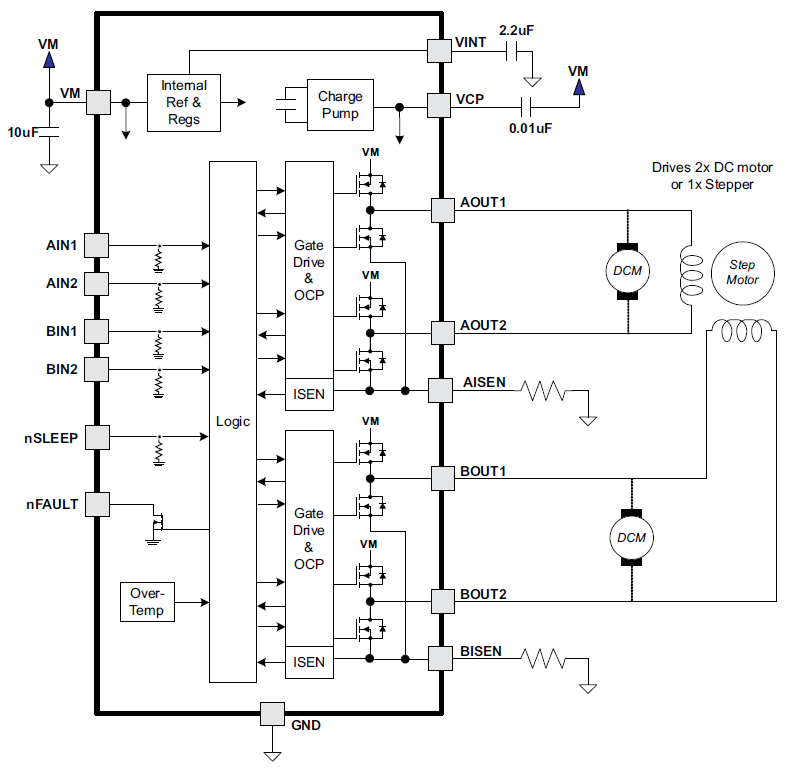 2.2uF
VINT
VM
VM
VM
Internal
Ref &
Regs
Charge
Pump
VCP
0.01uF
10uF
VM
Drives 2x DC motor
or 1x Stepper
AOUT1
Gate
Drive
&
OCP
AIN1
AIN2
VM
DCM
Step
Motor
BIN1
AOUT2
BIN2
ISEN
AISEN
Logic
VM
nSLEEP
BOUT1
nFAULT
Gate
Drive
&
OCP
VM
DCM
Over-
Temp
BOUT2
ISEN
BISEN
GND